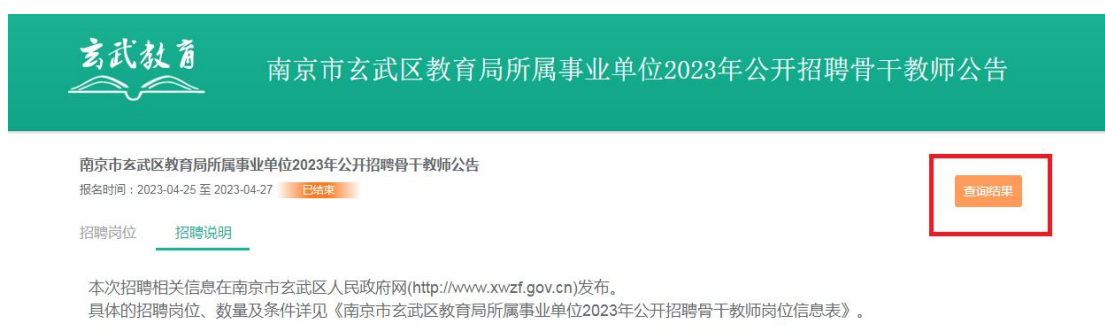 玄武教育
南京市玄武区教育局所属事业单位2023年公开招聘骨干教师公告
南京市玄武区教育局所属事业单位2023年公开招聘骨干教师公告
报名时间：2023-04-25 至 2023-04-27 已结束
查询结果
招聘岗位 招聘说明
本次招聘相关信息在南京市玄武区人民政府网(http://www.xwzf.gov.cn)发布。
具体的招聘岗位、数量及条件详见《南京市玄武区教育局所属事业单位2023年公开招聘骨干教师岗位信息表》。